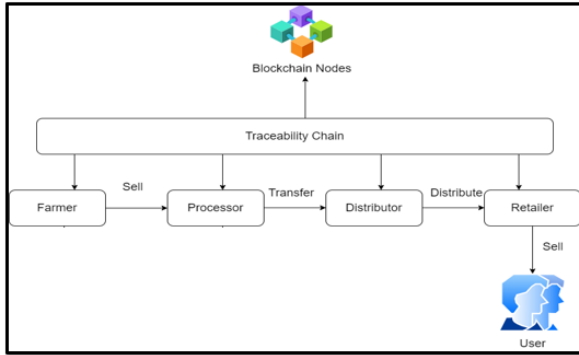 Blockchain Nodes
Traceability Chain
Sell
Transfer
Distribute
Farmer
Processor
Distributor
Retailer
Sell
User